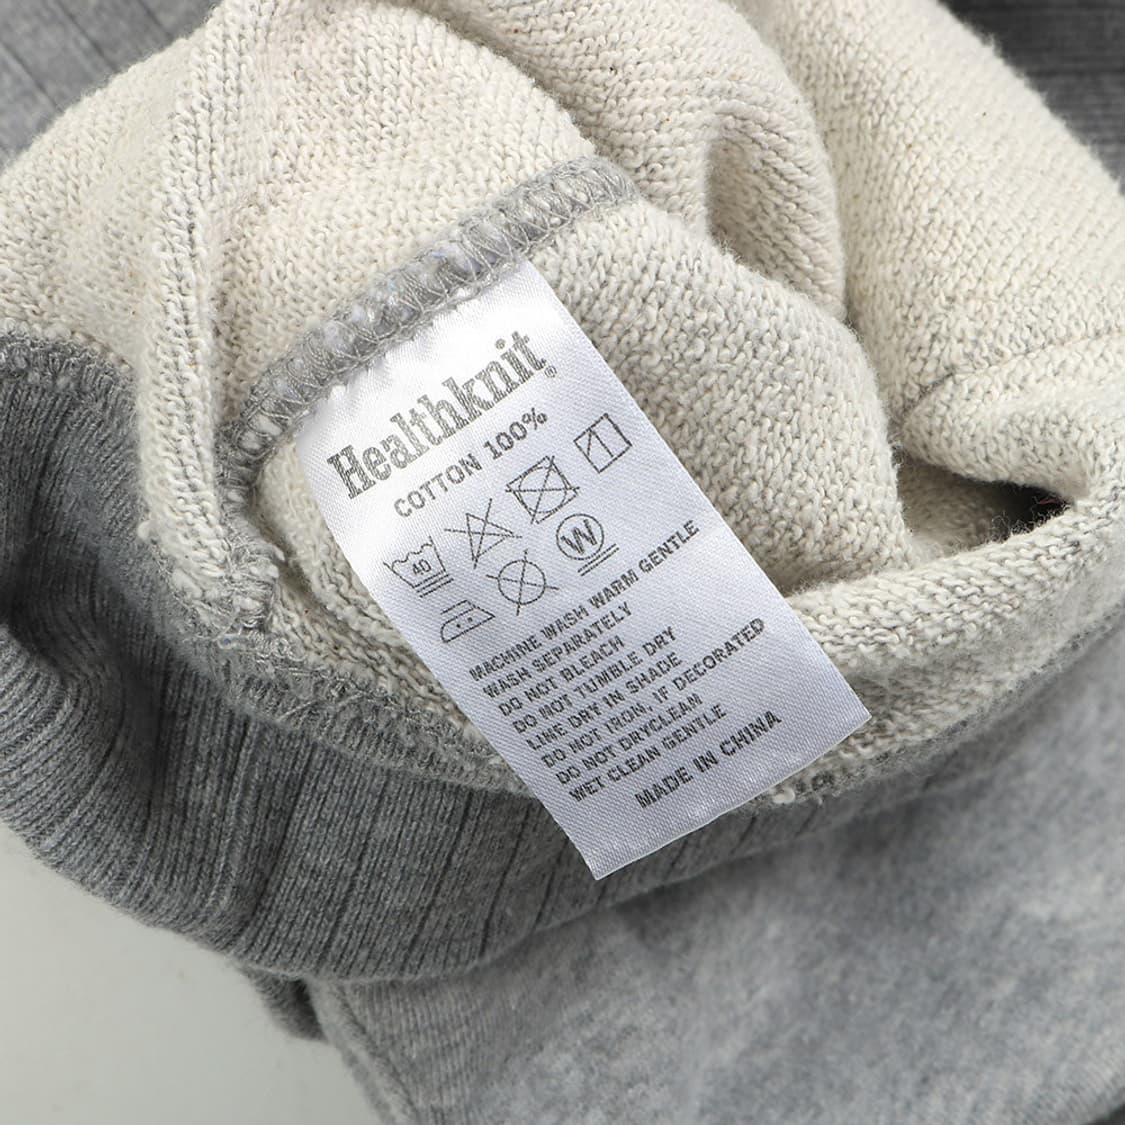 Healthknit®
COTTON 100%
40
W
MACHINE WASH WARM GENTLE
WASH SEPARATELY
DO NOT BLEACH
DO NOT TUMBLE DRY
LINE DRY IN SHADE
DO NOT IRON, IF DECORATED
DO NOT DRYCLEAM
WET CLEAN GENTLE
MADE IN CHINA